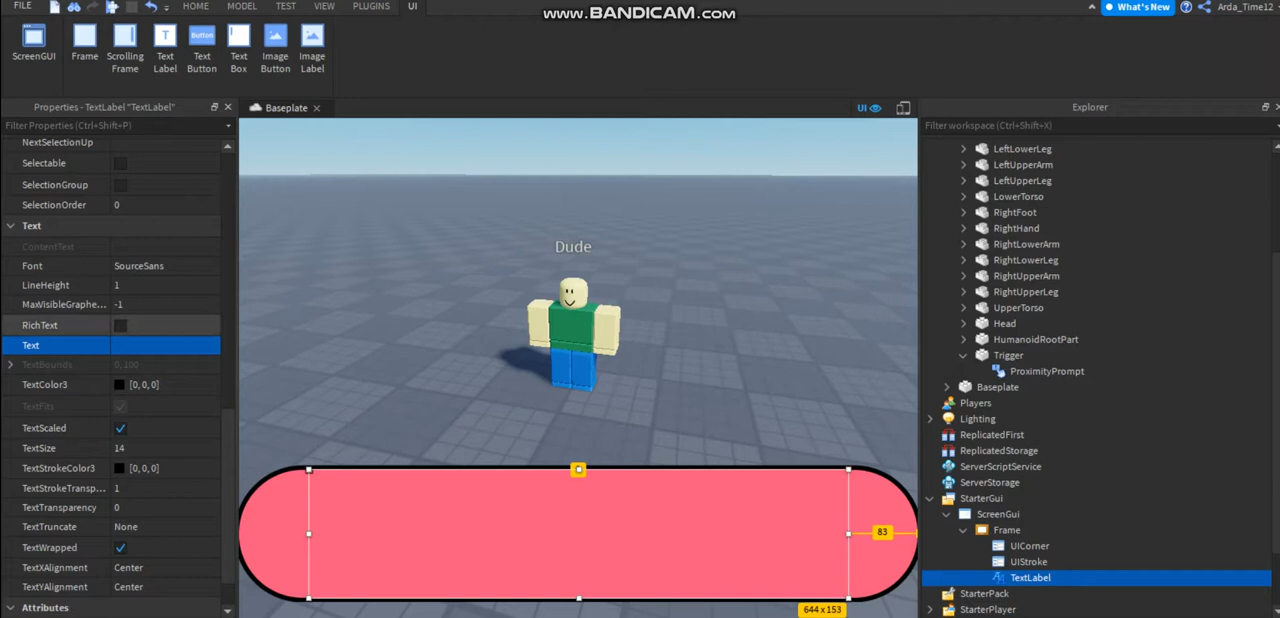 FILE HOME MODEL TEST VIEW PLUGINS UI
www.BANDICAM.com
What's New Arda_Time12
ScreenGUI Frame Scrolling Frame Text Label Text Button Text Box Image Button Image Label
T Button
Properties - TextLabel "TextLabel"
Baseplate
UI
Explorer
Filter Properties (Ctrl+Shift+P)
Filter workspace (Ctrl+Shift+X)
NextSelectionUp
Selectable
SelectionGroup
SelectionOrder 0
Text
ContentText
Font SourceSans
LineHeight 1
MaxVisibleGraphe... -1
RichText
Text
TextBounds 0, 100
TextColor3 [0,0,0]
TextFits
TextScaled
TextSize 14
TextStrokeColor3 [0,0,0]
TextStrokeTransp... 1
TextTransparency 0
TextTruncate None
TextWrapped
TextXAlignment Center
TextYAlignment Center
Attributes
Dude
83
644 x 153
LeftLowerLeg
LeftUpperArm
LeftUpperLeg
LowerTorso
RightFoot
RightHand
RightLowerArm
RightLowerLeg
RightUpperArm
RightUpperLeg
UpperTorso
Head
HumanoidRootPart
Trigger
ProximityPrompt
Baseplate
Players
Lighting
ReplicatedFirst
ReplicatedStorage
ServerScriptService
ServerStorage
StarterGui
ScreenGui
Frame
UICorner
UIStroke
TextLabel
StarterPack
StarterPlayer